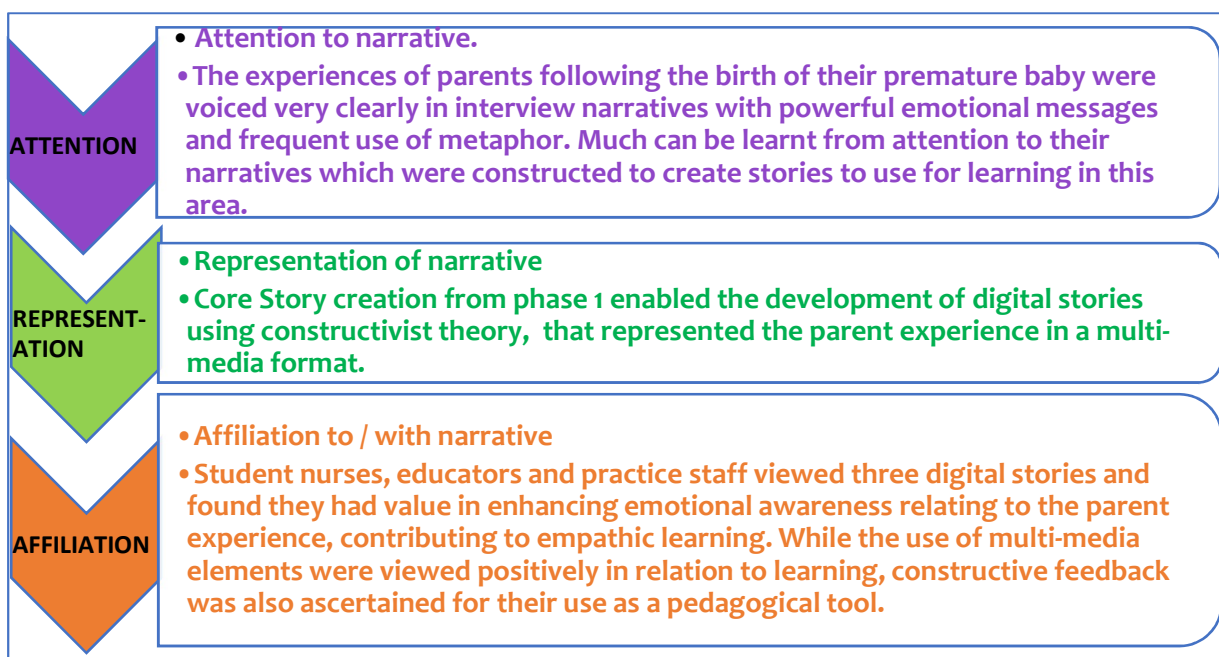 ATTENTION
• Attention to narrative.
• The experiences of parents following the birth of their premature baby were
voiced very clearly in interview narratives with powerful emotional messages
and frequent use of metaphor. Much can be learnt from attention to their
narratives which were constructed to create stories to use for learning in this
area.
REPRESENT-
ATION
• Representation of narrative
• Core Story creation from phase 1 enabled the development of digital stories
using constructivist theory, that represented the parent experience in a multi-
media format.
AFFILIATION
• Affiliation to / with narrative
• Student nurses, educators and practice staff viewed three digital stories and
found they had value in enhancing emotional awareness relating to the parent
experience, contributing to empathic learning. While the use of multi-media
elements were viewed positively in relation to learning, constructive feedback
was also ascertained for their use as a pedagogical tool.